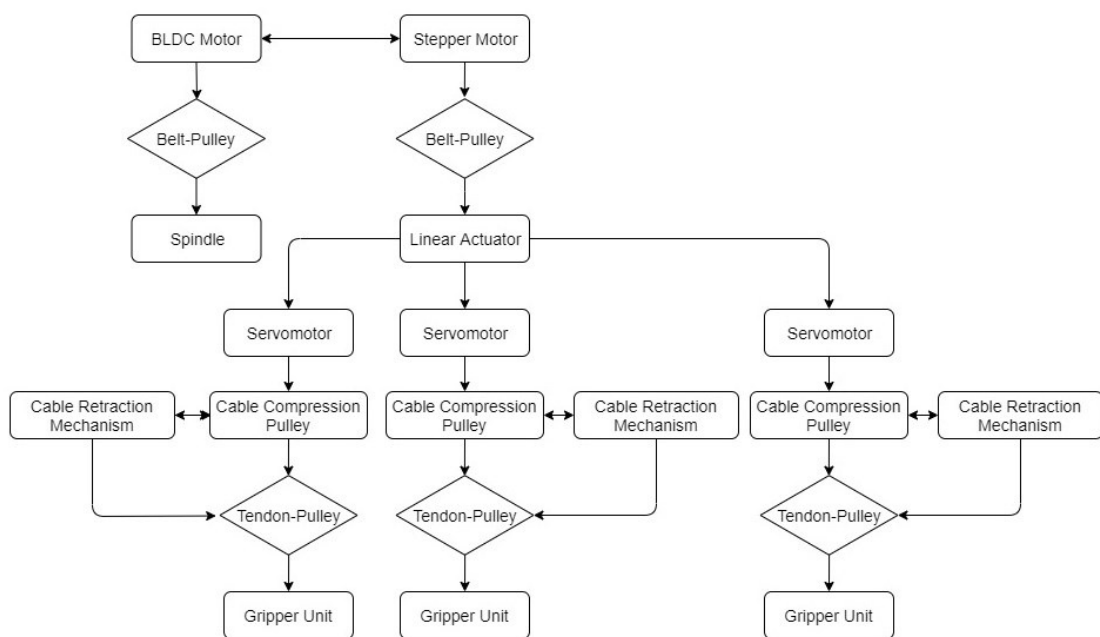 BLDC Motor
Stepper Motor
Belt-Pulley
Belt-Pulley
Spindle
Linear Actuator
Servomotor
Servomotor
Servomotor
Cable Retraction
Mechanism
Cable Compression
Pulley
Cable Compression
Pulley
Cable Retraction
Mechanism
Cable Compression
Pulley
Cable Retraction
Mechanism
Tendon-Pulley
Tendon-Pulley
Tendon-Pulley
Gripper Unit
Gripper Unit
Gripper Unit